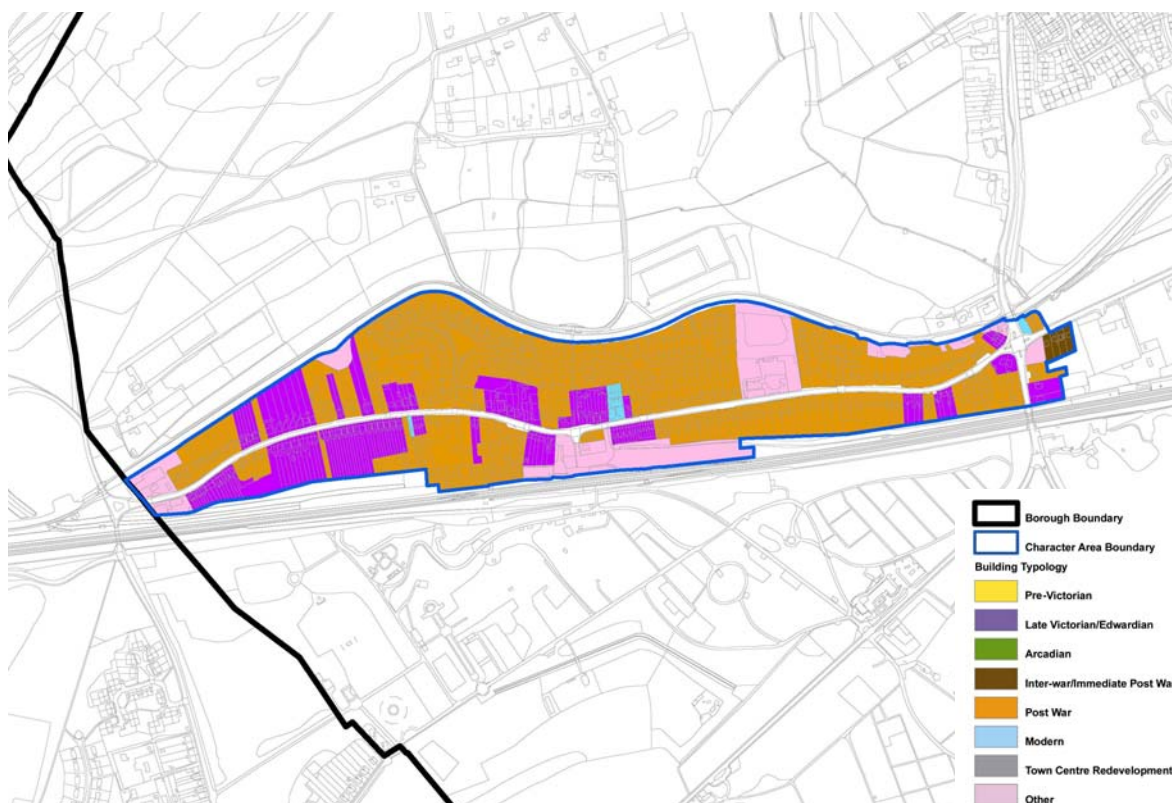 Borough Boundary
Character Area Boundary
Building Typology
Pre-Victorian
Late Victorian/Edwardian
Arcadian
Inter-war/Immediate Post Wa
Post War
Modern
Town Centre Redevelopment
Other